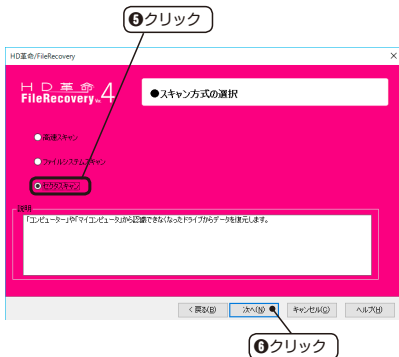 ❺クリック
HD革命/FileRecovery
HD革命
FileRecovery Ver.4
●スキャン方式の選択
高速スキャン
ファイルシステムスキャン
セクタスキャン
説明
「コンピューター」や「マイコンピュータ」から認識できなくなったドライブからデータを復元します。
< 戻る(B)
次へ(N)
キャンセル(C)
ヘルプ(H)
❻クリック